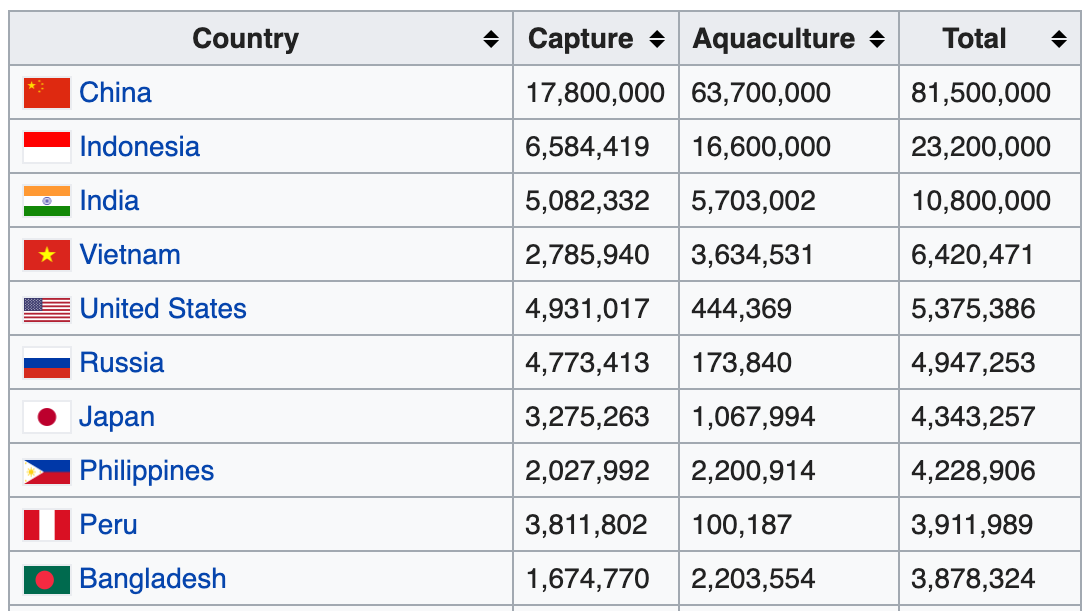 Country Capture Aquaculture Total
China 17,800,000 63,700,000 81,500,000
Indonesia 6,584,419 16,600,000 23,200,000
India 5,082,332 5,703,002 10,800,000
Vietnam 2,785,940 3,634,531 6,420,471
United States 4,931,017 444,369 5,375,386
Russia 4,773,413 173,840 4,947,253
Japan 3,275,263 1,067,994 4,343,257
Philippines 2,027,992 2,200,914 4,228,906
Peru 3,811,802 100,187 3,911,989
Bangladesh 1,674,770 2,203,554 3,878,324